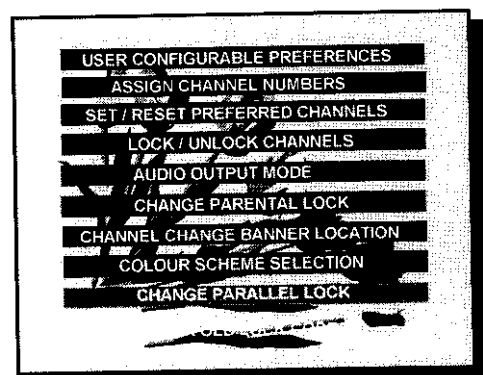 USER CONFIGURABLE PREFERENCES
ASSIGN CHANNEL NUMBERS
SET / RESET PREFERRED CHANNELS
LOCK / UNLOCK CHANNELS
AUDIO OUTPUT MODE
CHANGE PARENTAL LOCK
CHANNEL CHANGE BANNER LOCATION
COLOUR SCHEME SELECTION
CHANGE PARALLEL LOCK